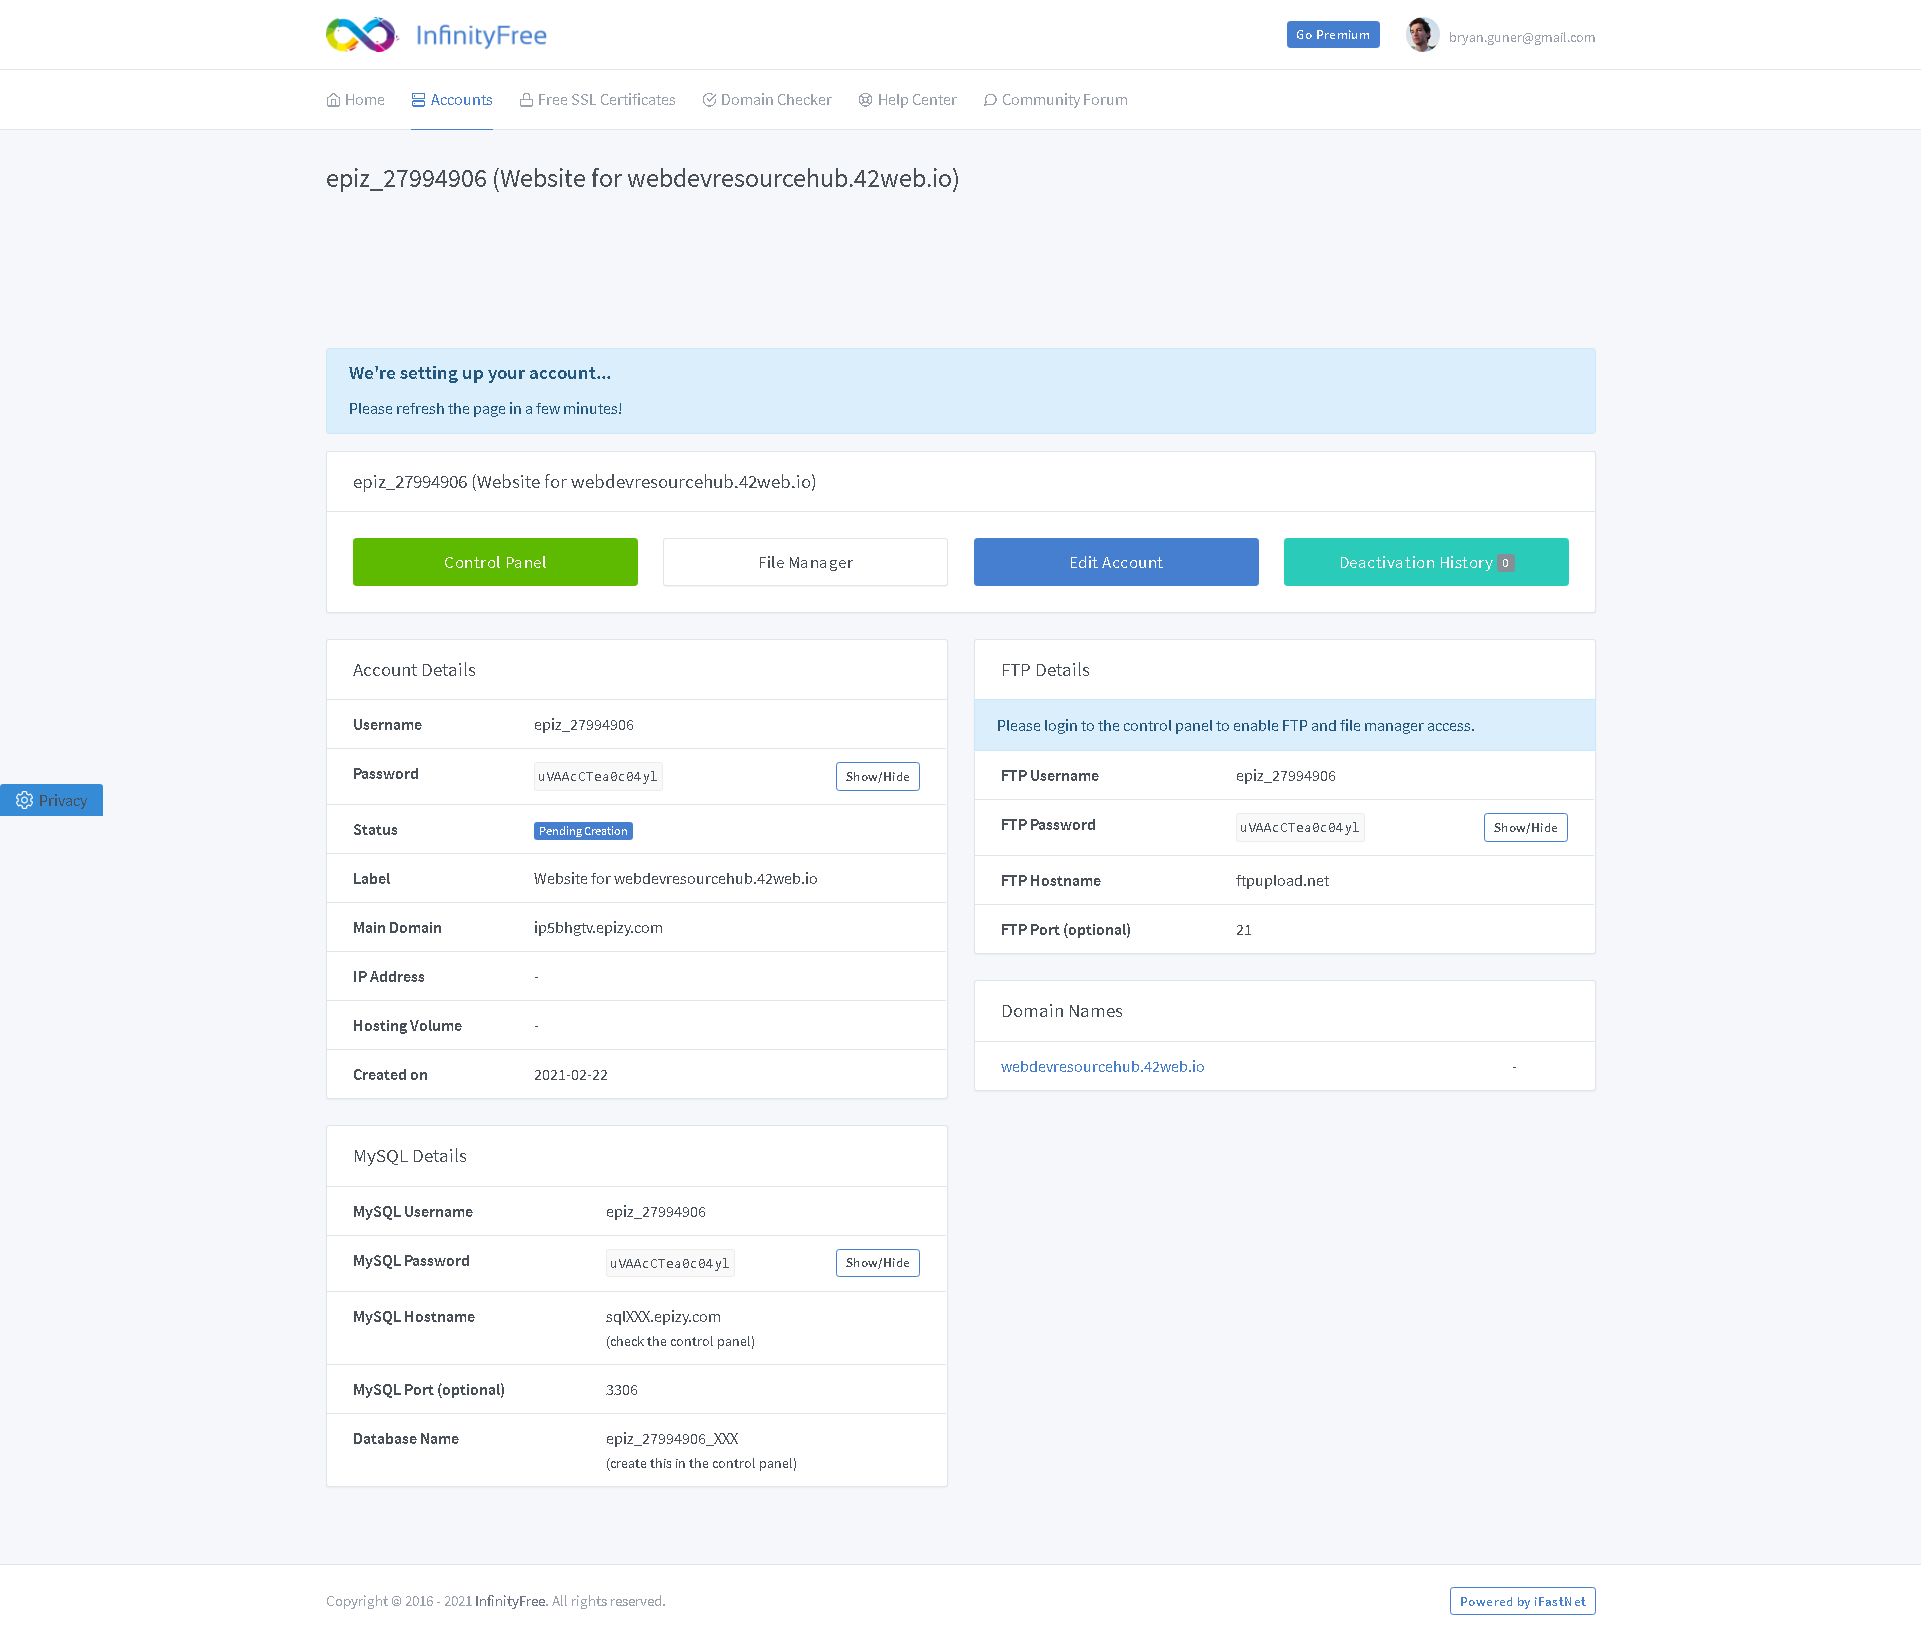 InfinityFree
Go Premium
bryan.guner@gmail.com
Home
Accounts
Free SSL Certificates
Domain Checker
Help Center
Community Forum
epiz_27994906 (Website for webdevresourcehub.42web.io)
We're setting up your account...
Please refresh the page in a few minutes!
epiz_27994906 (Website for webdevresourcehub.42web.io)
Control Panel
File Manager
Edit Account
Deactivation History 0
Account Details
Username epiz_27994906
Password uVAAcCTea0c04yl Show/Hide
Status Pending Creation
Label Website for webdevresourcehub.42web.io
Main Domain ip5bhgtv.epizy.com
IP Address -
Hosting Volume -
Created on 2021-02-22
FTP Details
Please login to the control panel to enable FTP and file manager access.
FTP Username epiz_27994906
FTP Password uVAAcCTea0c04yl Show/Hide
FTP Hostname ftpupload.net
FTP Port (optional) 21
Domain Names
webdevresourcehub.42web.io -
MySQL Details
MySQL Username epiz_27994906
MySQL Password uVAAcCTea0c04yl Show/Hide
MySQL Hostname sqlXXX.epizy.com
(check the control panel)
MySQL Port (optional) 3306
Database Name epiz_27994906_XXX
(create this in the control panel)
Privacy
Copyright © 2016 - 2021 InfinityFree. All rights reserved.
Powered by iFastNet